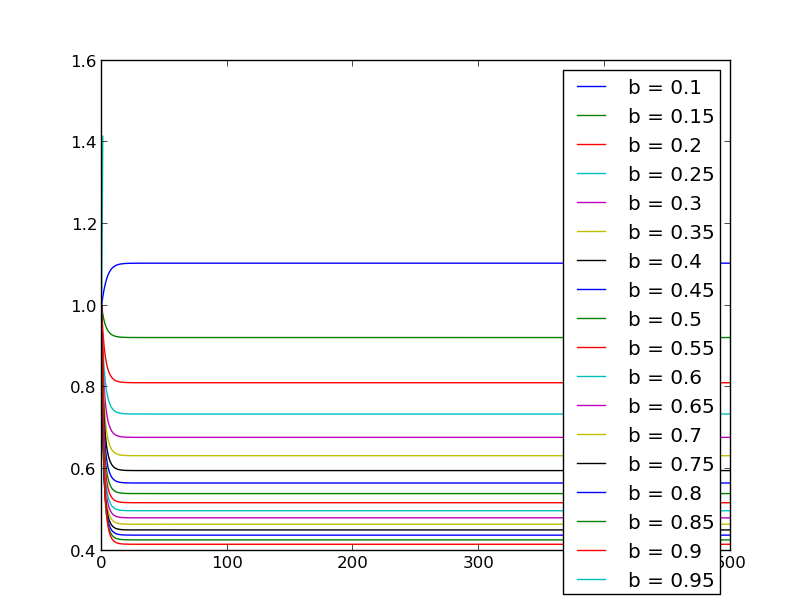 1.6
1.4
1.2
1.0
0.8
0.6
0.4
0
100
200
300
500
b = 0.1
b = 0.15
b = 0.2
b = 0.25
b = 0.3
b = 0.35
b = 0.4
b = 0.45
b = 0.5
b = 0.55
b = 0.6
b = 0.65
b = 0.7
b = 0.75
b = 0.8
b = 0.85
b = 0.9
b = 0.95